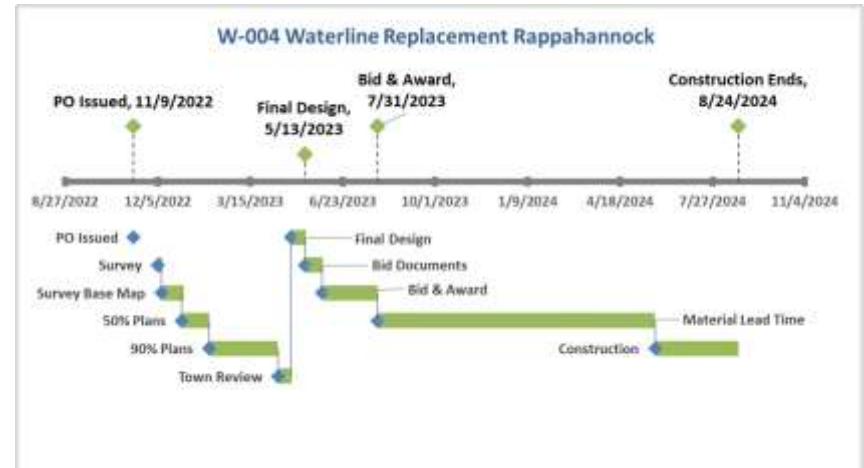 W-004 Waterline Replacement Rappahannock
PO Issued, 11/9/2022
Final Design,
5/13/2023
Bid & Award,
7/31/2023
Construction Ends,
8/24/2024
8/27/2022 12/5/2022 3/15/2023 6/23/2023 10/1/2023 1/9/2024 4/18/2024 7/27/2024 11/4/2024
PO Issued Final Design
Survey Bid Documents
Survey Base Map Bid & Award
50% Plans Material Lead Time
90% Plans Construction
Town Review